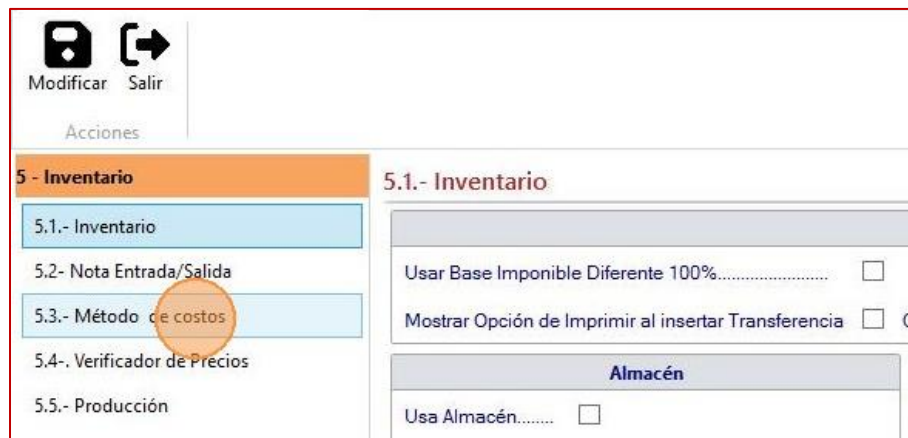 Modificar Salir
Acciones
5 - Inventario
5.1.- Inventario
5.2- Nota Entrada/Salida
5.3.- Método de costos
5.4-. Verificador de Precios
5.5.- Producción
5.1.- Inventario
Usar Base Imponible Diferente 100%........................
Mostrar Opción de Imprimir al insertar Transferencia
Almacén
Usa Almacén........